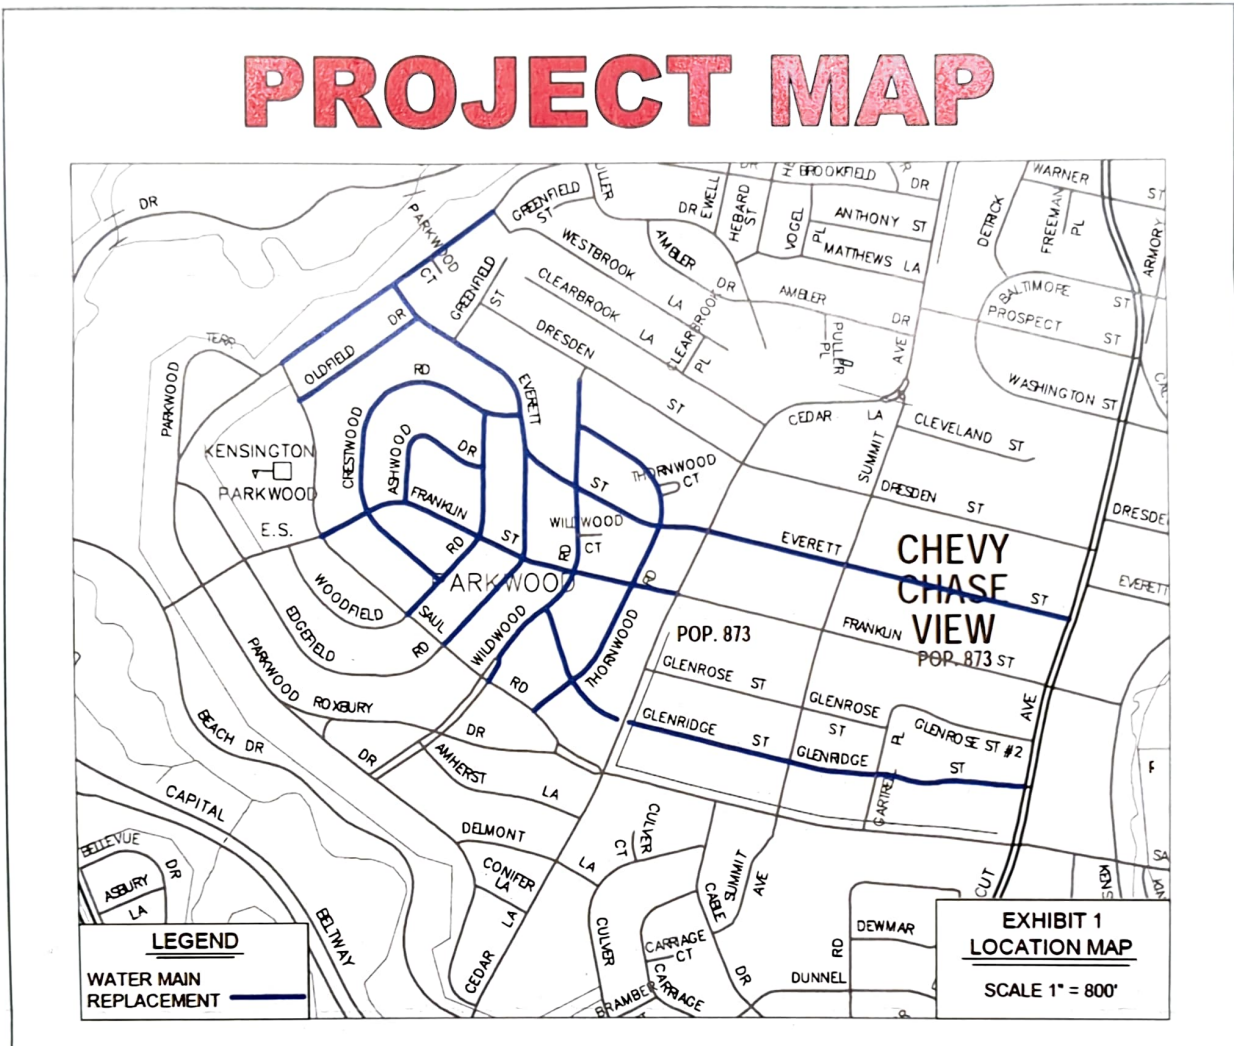 PROJECT MAP
DR
PARKWOOD
CT
GREENFIELD
ST
ULLER
DR
EWELL
HEBARD
ST
DR
BROOKFIELD
DR
VOGEL
PL
ANTHONY ST
MATTHEWS LA
DETRICK
FREEMAN
PL
WARNER
ST
ARMORY
WESTBROOK
LA
AMBLER
DR
AMBLER
DR
CLEARBROOK
LA
CLEARBROOK
PL
GREENFIELD
ST
DRESDEN
ST
PULLER
PL
AVE
BALTIMORE
ST
PROSPECT
ST
WASHINGTON ST
TERR
PARKWOOD
OLDFIELD
DR
RD
EVERETT
CRESTWOOD
ASHWOOD
DR
FRANKLIN
ST
KENSINGTON
PARKWOOD
E.S.
THORNWOOD
CT
ST
WILDWOOD
CT
RD
RD
PARKWOOD
RD
CEDAR
LA
SUMMIT
CLEVELAND ST
DRESDEN
ST
DRESDE
EVERETT
EVERETT
ST
CHEVY
CHASE
VIEW
POP. 873
FRANKLIN
ST
WOODFIELD
EDGEFIELD
SAUL
RD
WILDWOOD
RD
THORNWOOD
POP. 873
GLENROSE
ST
GLENROSE
ST
PL
GLENROSE ST #2
AVE
PARKWOOD
DR
ROXBURY
DR
BEACH DR
GLENRIDGE
ST
GLENRIDGE
ST
GARTRELL
AMHERST
LA
CAPITAL
BELTWAY
BELLEVUE
DR
ASBURY
LA
DELMONT
LA
CONIFER
LA
CEDAR
LA
CULVER
CT
CULVER
SUMMIT
AVE
CABLE
DR
CARRIAGE
CT
CARRIAGE
BRAMBER
DEWMAR
RD
DUNNEL
CUT
KENS
SA
LEGEND
WATER MAIN
REPLACEMENT
EXHIBIT 1
LOCATION MAP
SCALE 1" = 800'